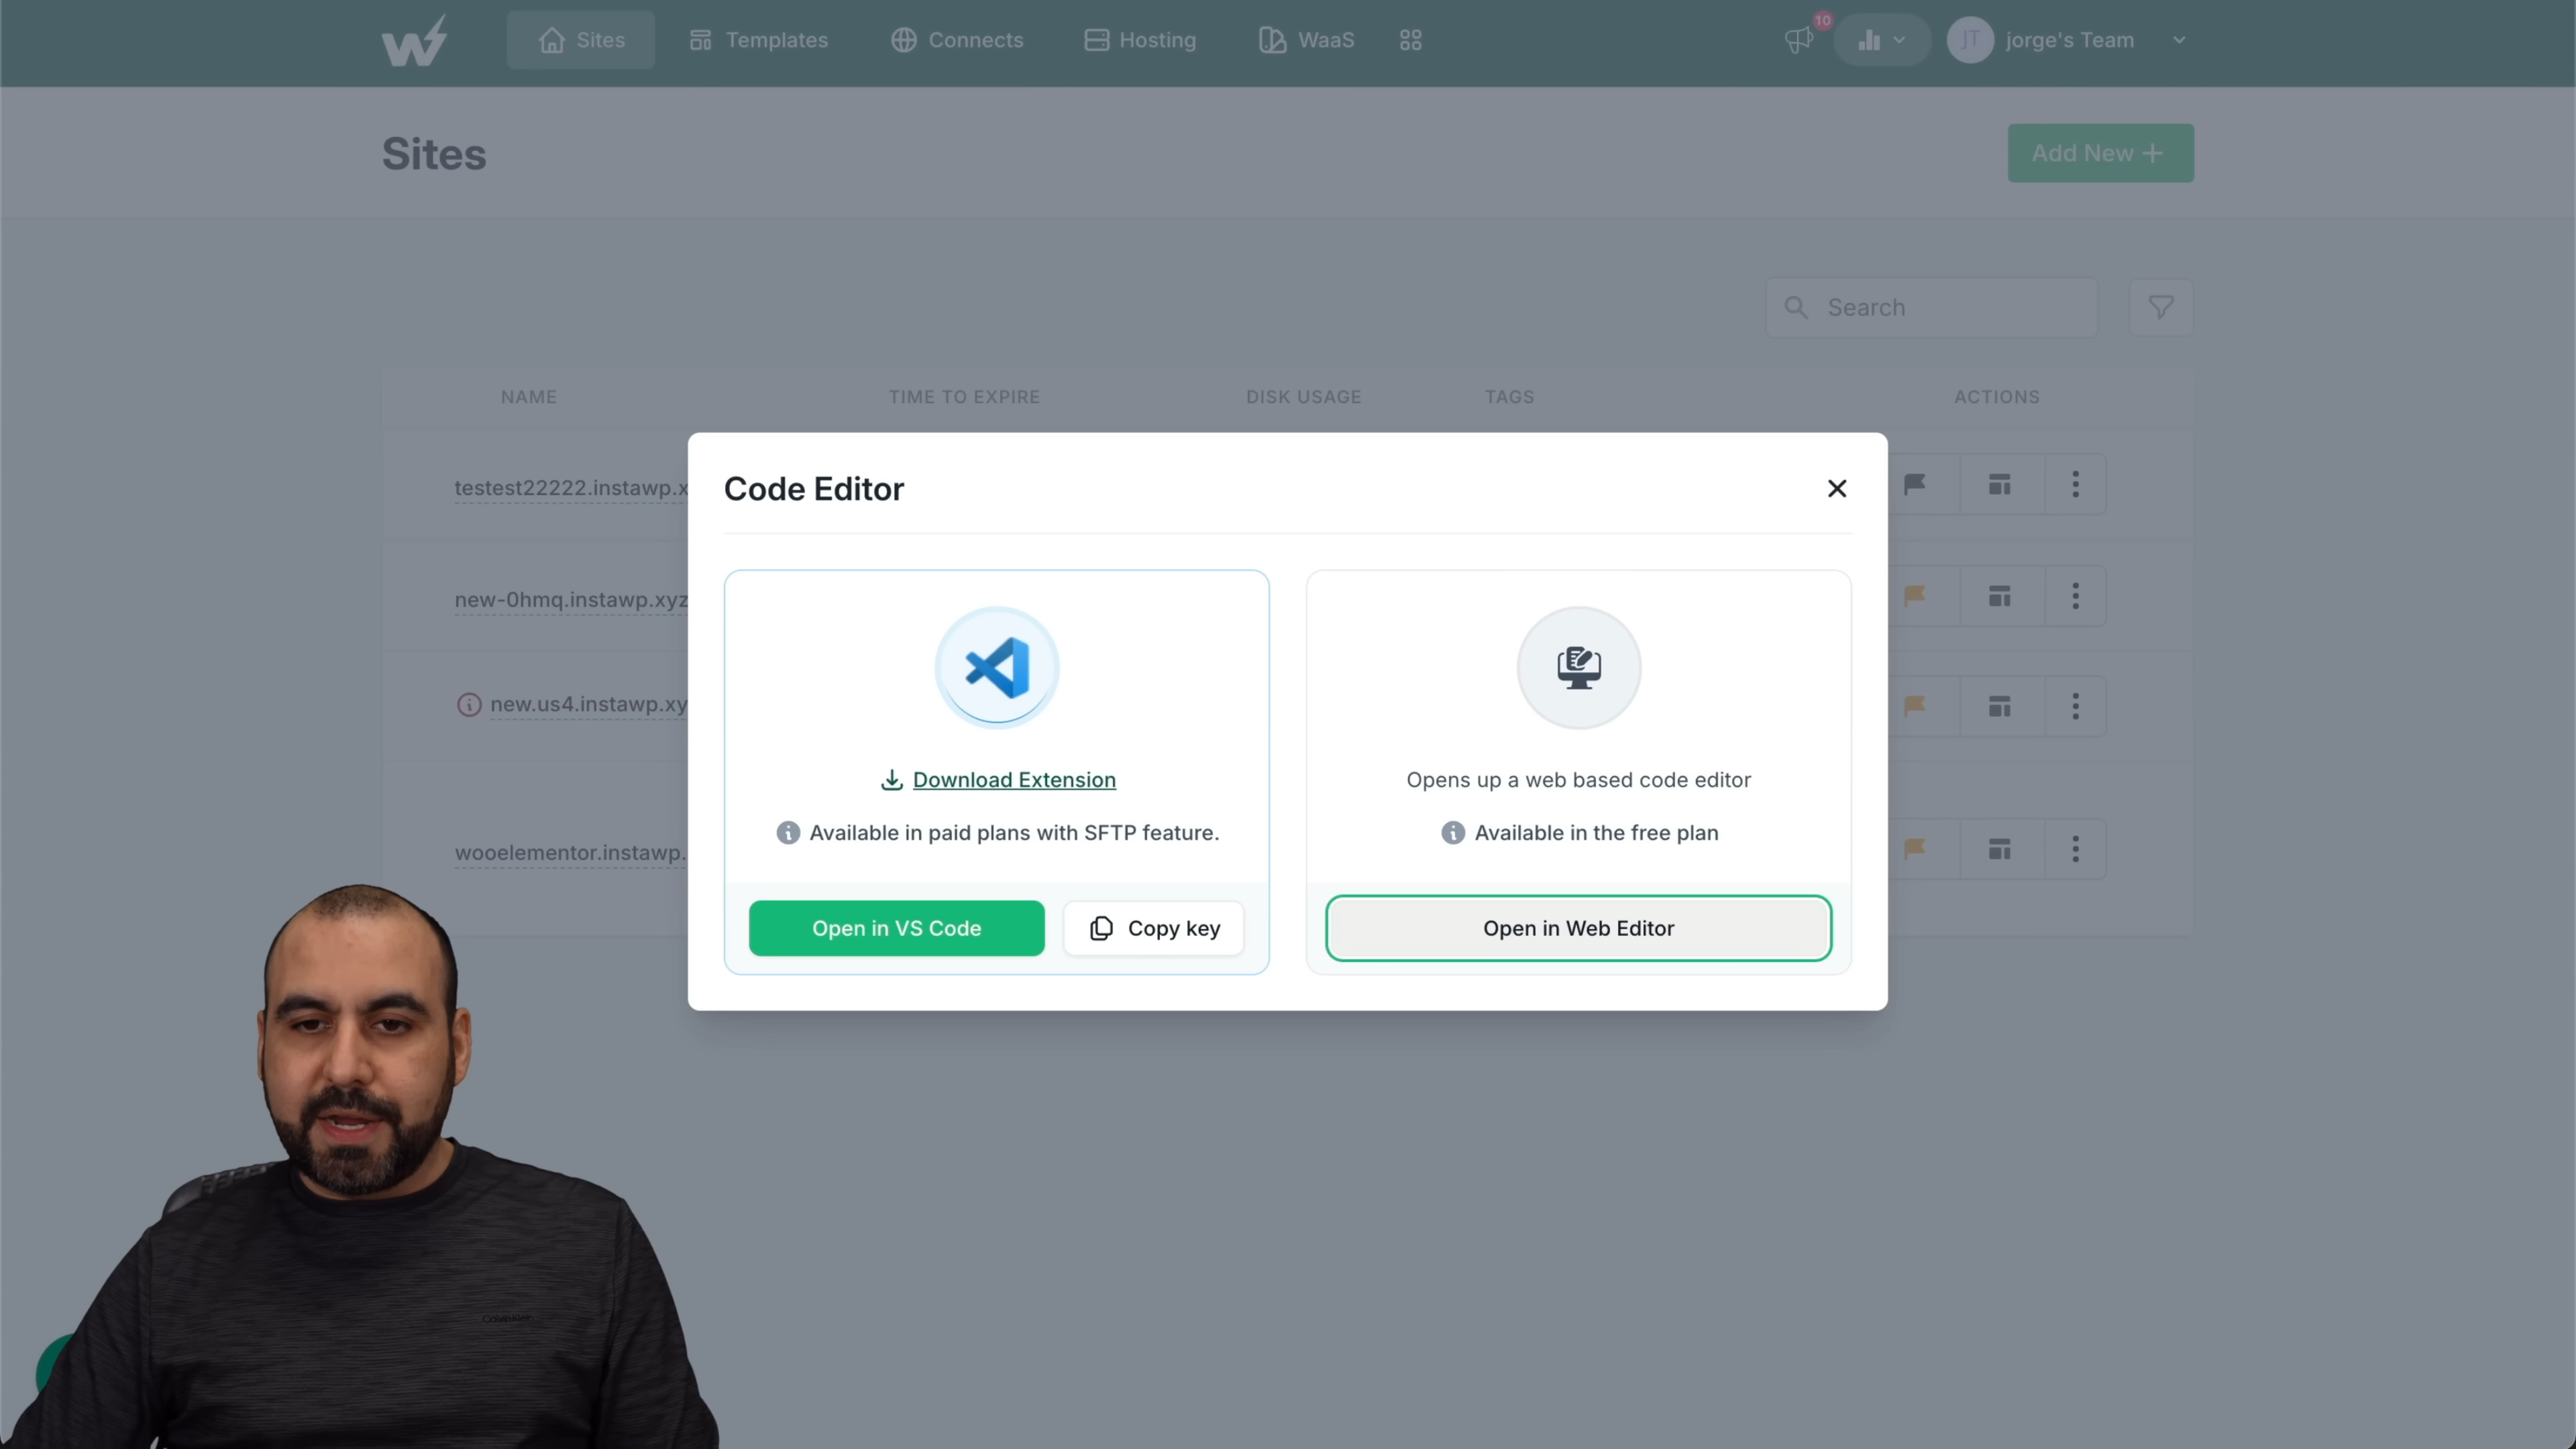 Sites
Templates
Connects
Hosting
WaaS
10
JT
jorge's Team
Sites
Add New +
Search
NAME
TIME TO EXPIRE
DISK USAGE
TAGS
ACTIONS
testest22222.instawp.x
new-0hmq.instawp.xyz
new.us4.instawp.xy
wooelementor.instawp.
Code Editor
Download Extension
Available in paid plans with SFTP feature.
Open in VS Code
Copy key
Opens up a web based code editor
Available in the free plan
Open in Web Editor
Calvin Klein